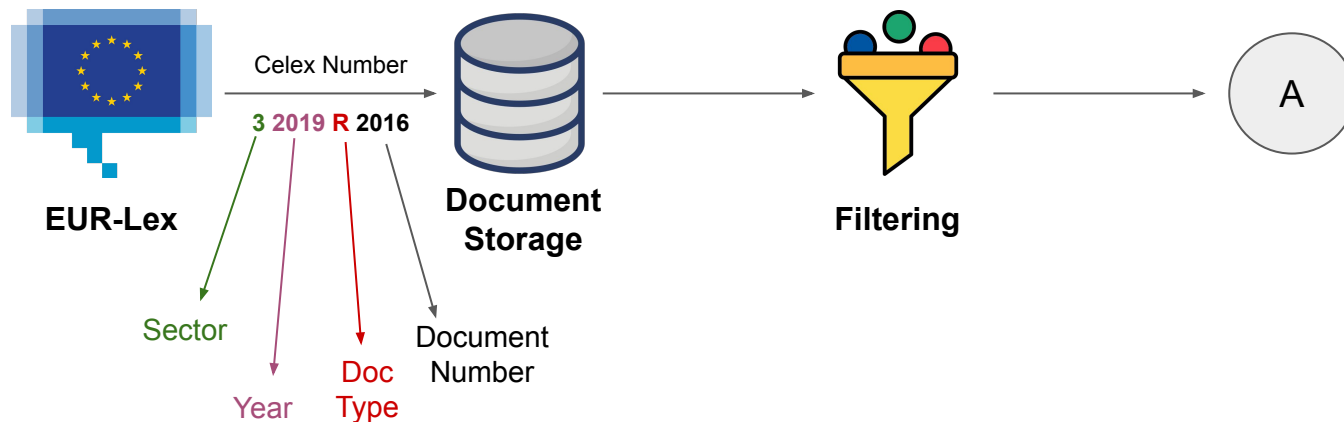 Celex Number
3 2019 R 2016
A
EUR-Lex
Document
Storage
Filtering
Sector
Year
Doc
Type
Document
Number